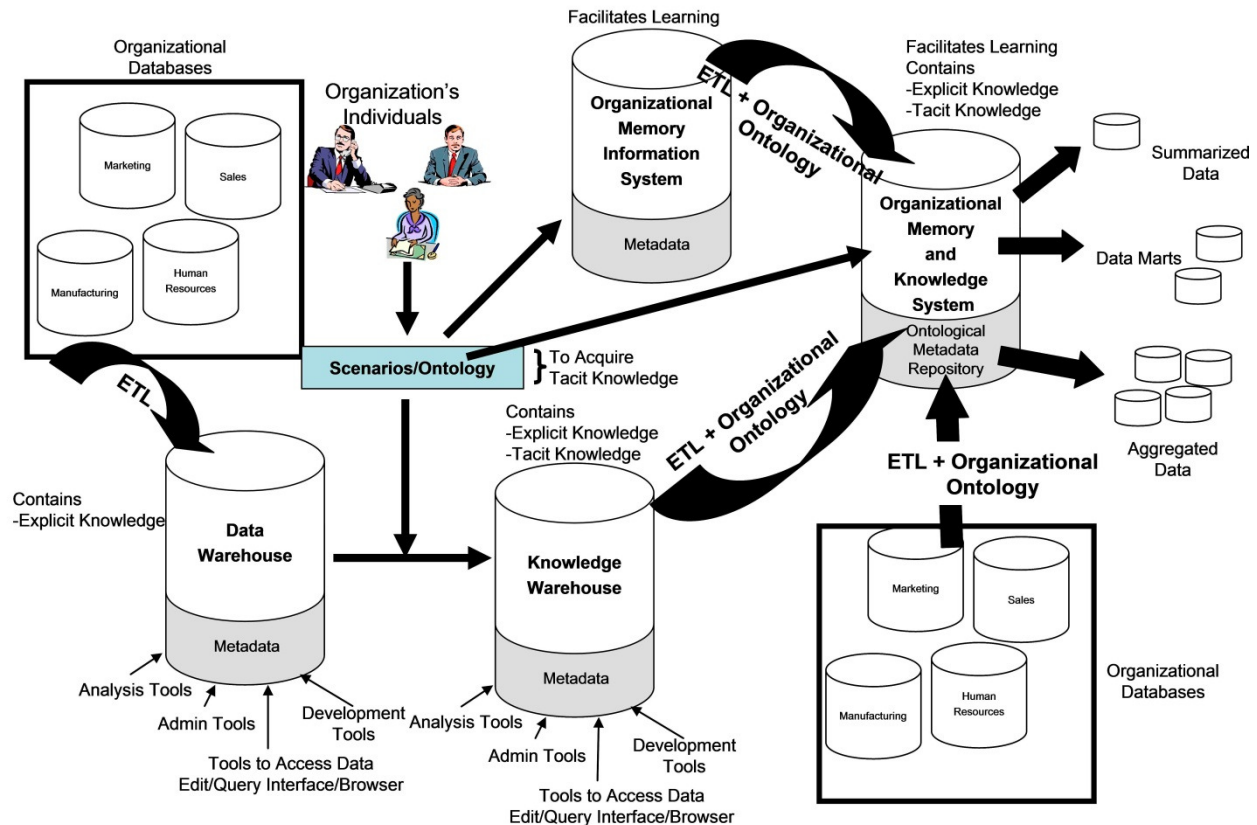 Organizational
Databases
Marketing
Sales
Manufacturing
Human
Resources
Organization's
Individuals
Facilitates Learning
Organizational
Memory
Information
System
Metadata
ETL + Organizational
Ontology
Facilitates Learning
Contains
-Explicit Knowledge
-Tacit Knowledge
Organizational
Memory
and
Knowledge
System
Ontological
Metadata
Repository
Summarized
Data
Data Marts
Aggregated
Data
Scenarios/Ontology
To Acquire
Tacit Knowledge
ETL
Contains
-Explicit Knowledge
Data
Warehouse
Metadata
Analysis Tools
Admin Tools
Development
Tools
Tools to Access Data
Edit/Query Interface/Browser
Contains
-Explicit Knowledge
-Tacit Knowledge
Knowledge
Warehouse
Metadata
Analysis Tools
Admin Tools
Development
Tools
Tools to Access Data
Edit/Query Interface/Browser
ETL + Organizational
Ontology
ETL + Organizational
Ontology
Marketing
Sales
Manufacturing
Human
Resources
Organizational
Databases